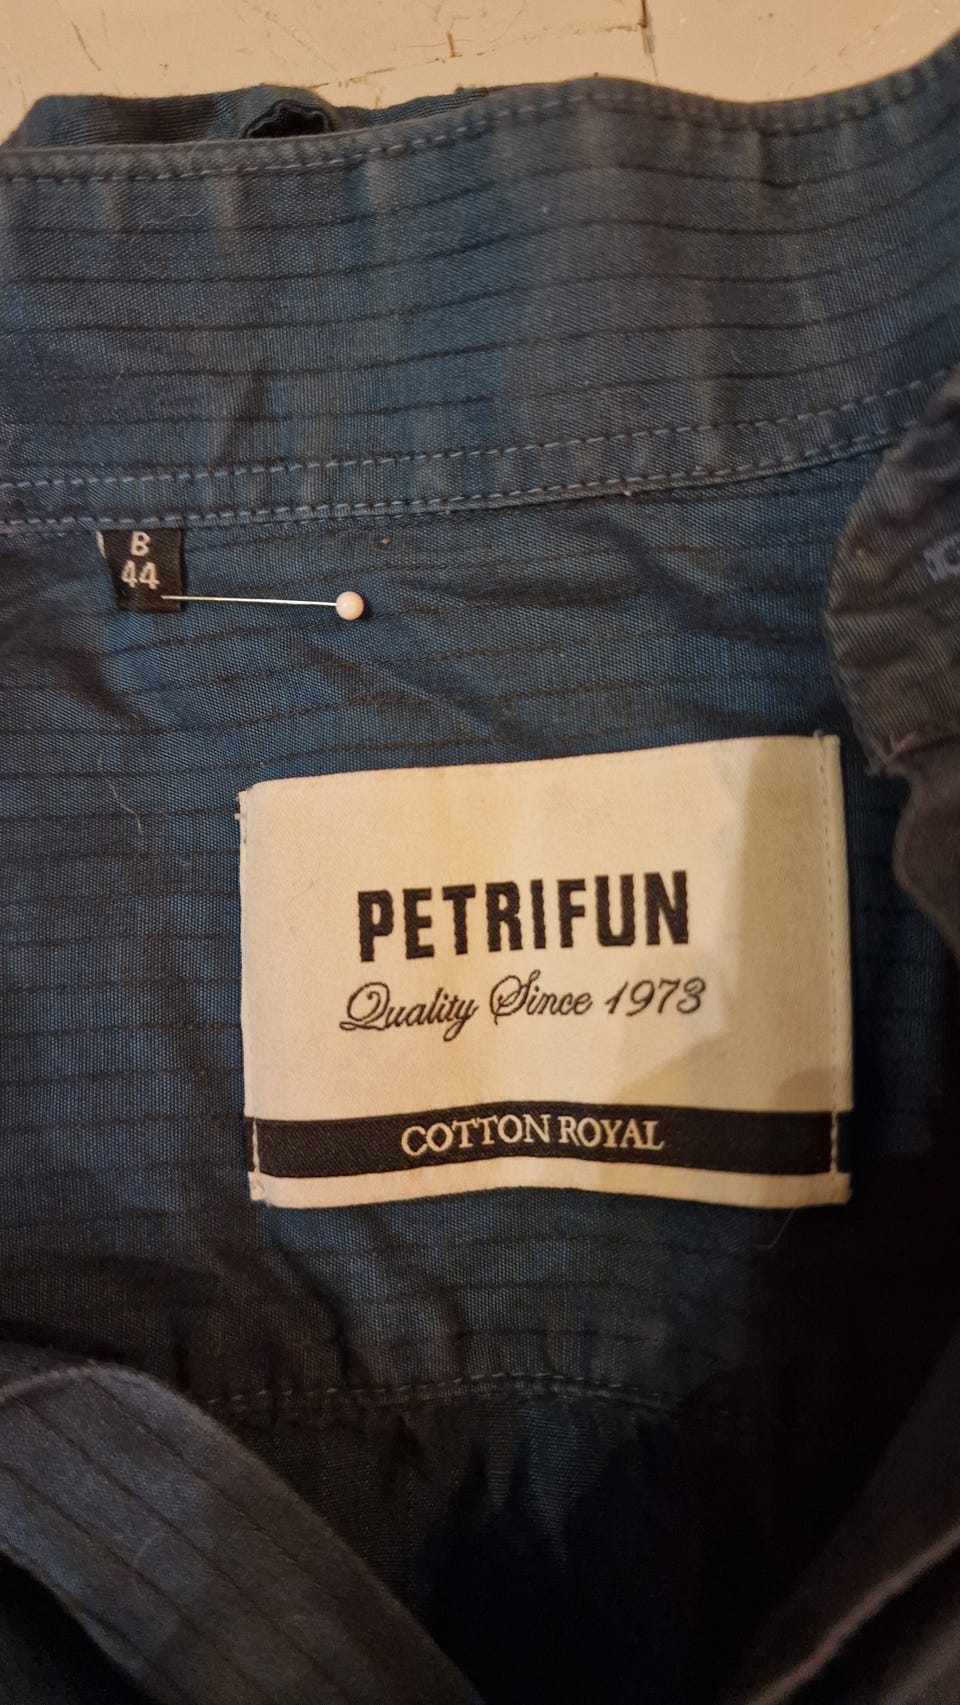 B
44
PETRIFUN
Quality Since 1973
COTTON ROYAL